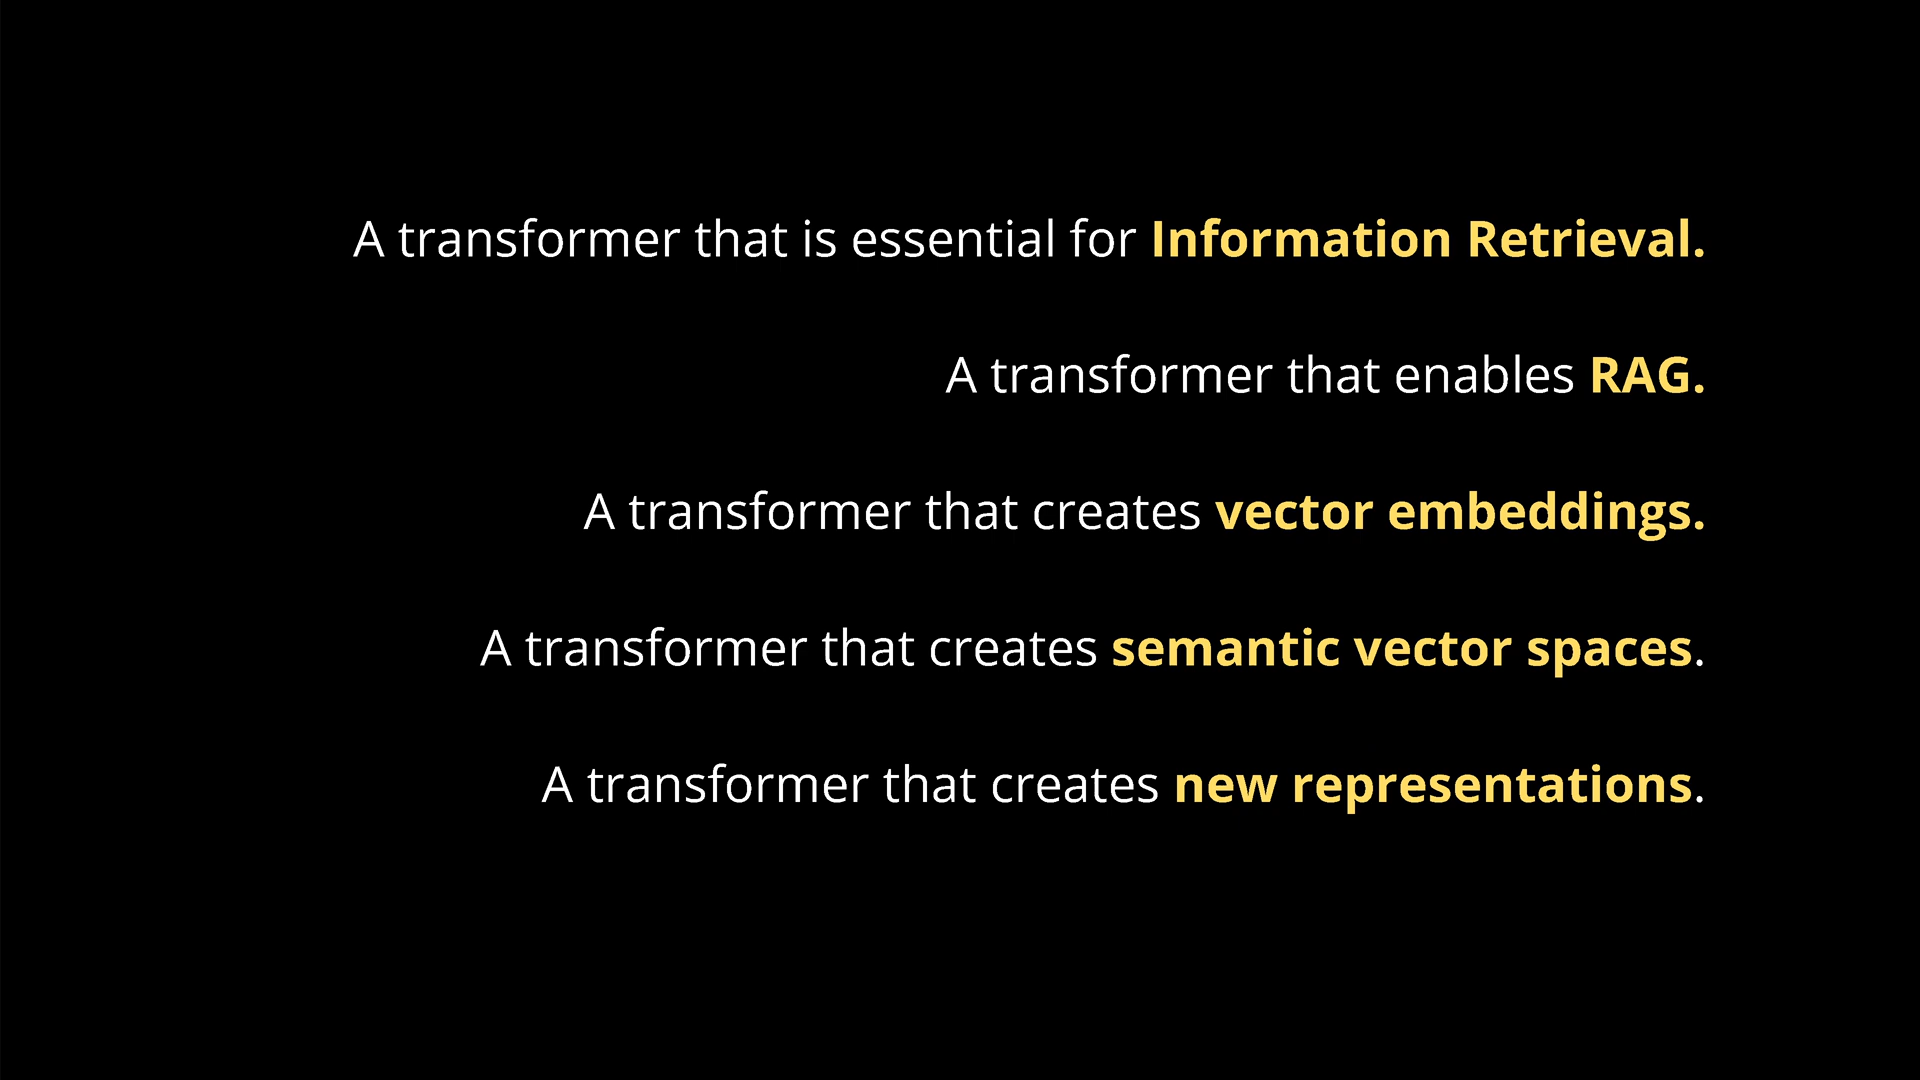 A transformer that is essential for Information Retrieval.
A transformer that enables RAG.
A transformer that creates vector embeddings.
A transformer that creates semantic vector spaces.
A transformer that creates new representations.